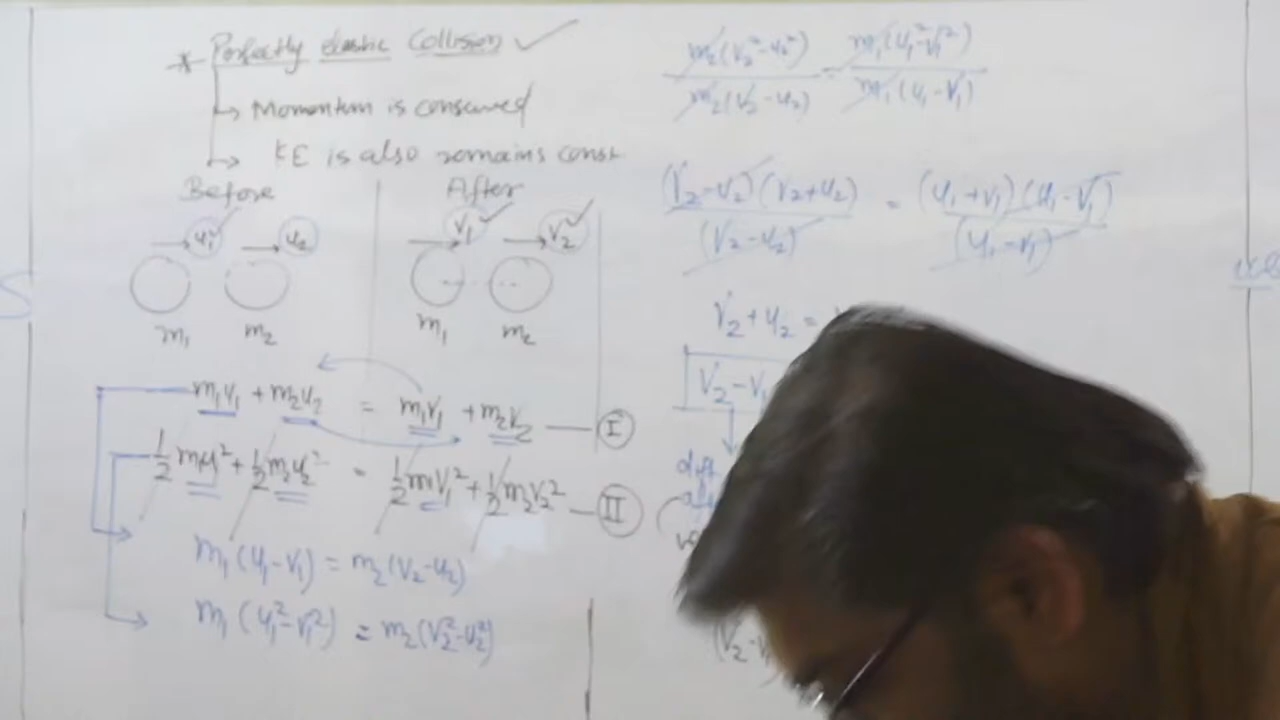 * Perfectly elastic Collision ✓
→ Momentum is conserved
→ KE is also remains const
Before After
u₁ u₂ V₁ V₂
m₁ m₂ m₁ m₂
m₁v₁ + m₂u₂ = m₁v₁ + m₂v₂ — I
½ m₁u₁² + ½ m₂u₂² = ½ m₁v₁² + ½ m₂v₂² — II
m₁(u₁-v₁) = m₂(v₂-u₂)
m₁(u₁²-v₁²) = m₂(v₂²-u₂²)
m₂(v₂²-u₂²) / m₂(v₂-u₂) = m₁(u₁²-v₁²) / m₁(u₁-v₁)
(v₂-u₂)(v₂+u₂) / (v₂-u₂) = (u₁+v₁)(u₁-v₁) / (u₁-v₁)
v₂+u₂ =
v₂-v₁
(v₂-v₁